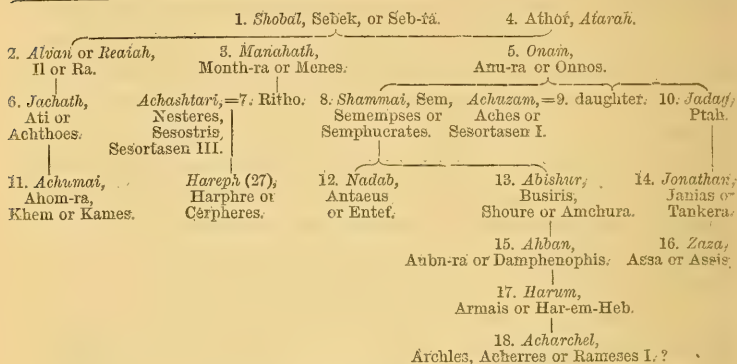 1. Shobal, Sebek, or Seb-ra. 4. Athor, Atarah.
2. Alvan or Reaiah, 3. Manahath, 5. Onam,
Il or Ra. Month-ra or Menes. Anu-ra or Onnos.
6. Jachath, Achashtari,=7. Ritho. 8. Shammai, Sem, Achuzam,=9. daughter. 10. Jadag,
Ati or Nesteres, Semempses or Aches or Ptah.
Achthoes. Sesostris, Semphucrates. Sesortasen I.
Sesortasen III.
11. Achumai, Hareph (27), 12. Nadab, 13. Abishur, 14. Jonathan,
Ahom-ra, Harphre or Antaeus Busiris, Janias or
Khem or Kames. Cerpheres. or Entef. Shoure or Amchura. Tankera.
15. Ahban, 16. Zaza,
Aubn-ra or Damphenophis. Assa or Assis
17. Harum,
Armais or Har-em-Heb.
18. Acharchel,
Archles, Acherres or Rameses I. ?